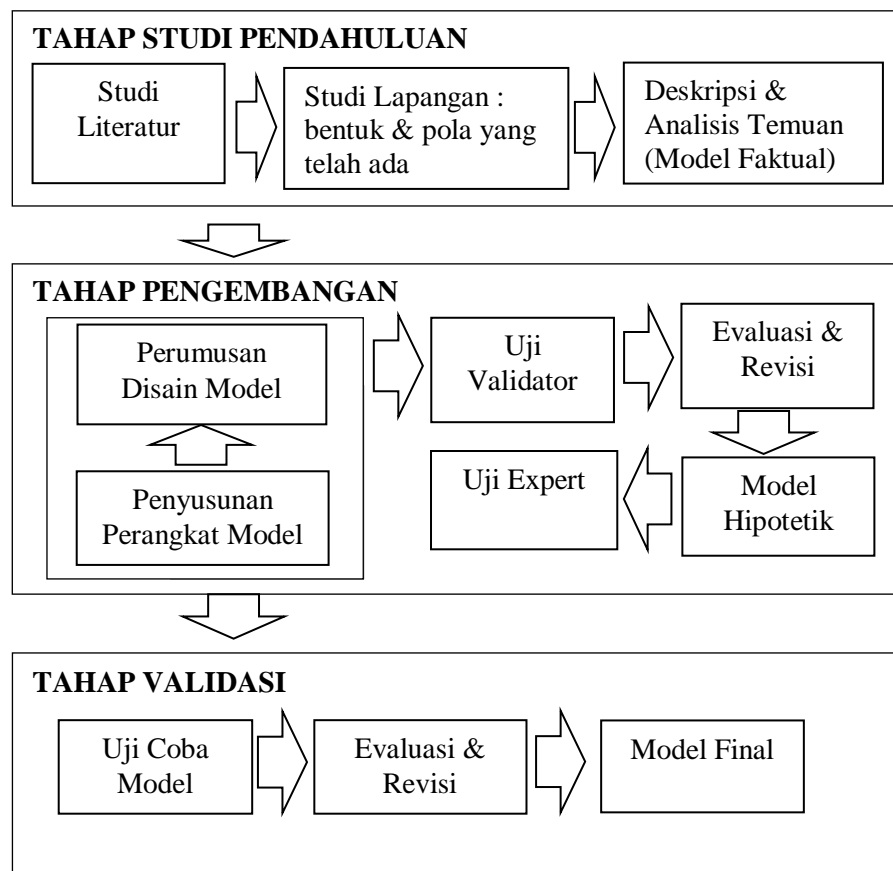 TAHAP STUDI PENDAHULUAN
Studi
Literatur
Studi Lapangan :
bentuk & pola yang
telah ada
Deskripsi &
Analisis Temuan
(Model Faktual)
TAHAP PENGEMBANGAN
Perumusan
Disain Model
Penyusunan
Perangkat Model
Uji
Validator
Evaluasi &
Revisi
Model
Hipotetik
Uji Expert
TAHAP VALIDASI
Uji Coba
Model
Evaluasi &
Revisi
Model Final